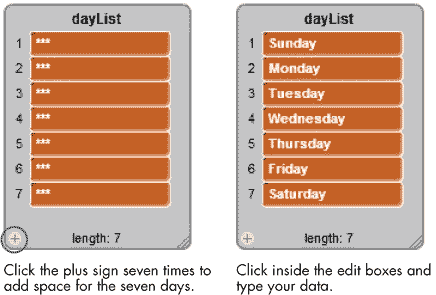 dayList
1 ***
2 ***
3 ***
4 ***
5 ***
6 ***
7 ***
+ length: 7
Click the plus sign seven times to
add space for the seven days.
dayList
1 Sunday
2 Monday
3 Tuesday
4 Wednesday
5 Thursday
6 Friday
7 Saturday
+ length: 7
Click inside the edit boxes and
type your data.